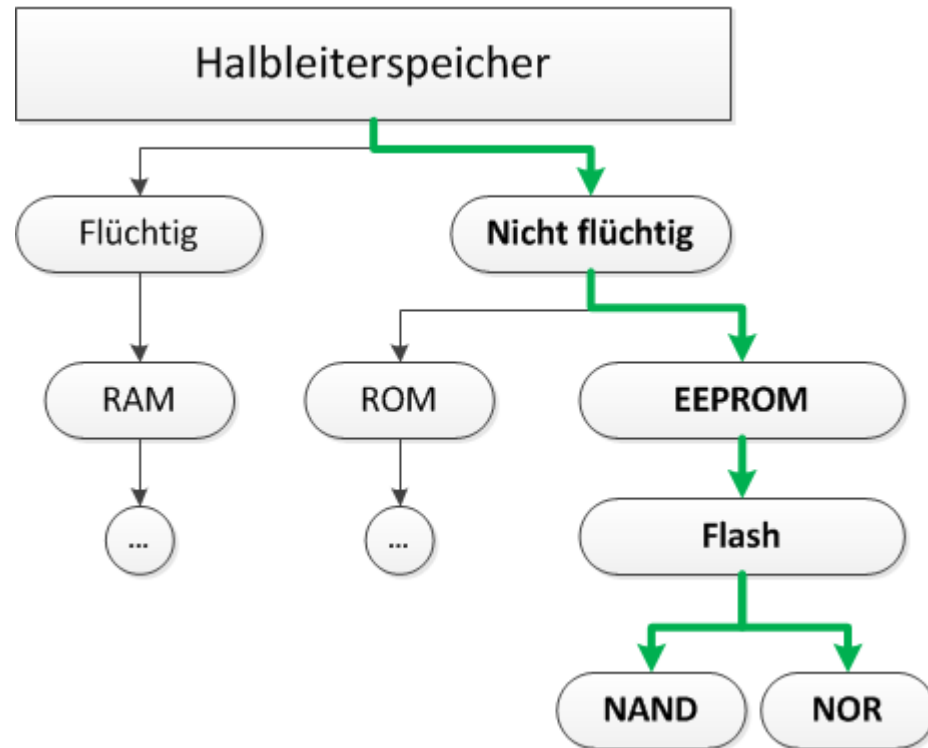 Halbleiterspeicher
Flüchtig
Nicht flüchtig
RAM
ROM
EEPROM
...
...
Flash
NAND
NOR